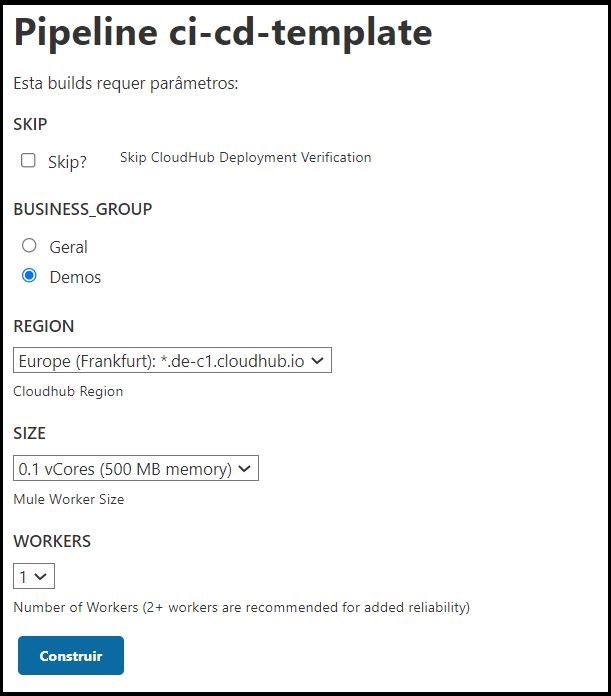 Pipeline ci-cd-template
Esta builds requer parâmetros:
SKIP
Skip? Skip CloudHub Deployment Verification
BUSINESS_GROUP
Geral
Demos
REGION
Europe (Frankfurt): *.de-c1.cloudhub.io
Cloudhub Region
SIZE
0.1 vCores (500 MB memory)
Mule Worker Size
WORKERS
1
Number of Workers (2+ workers are recommended for added reliability)
Construir